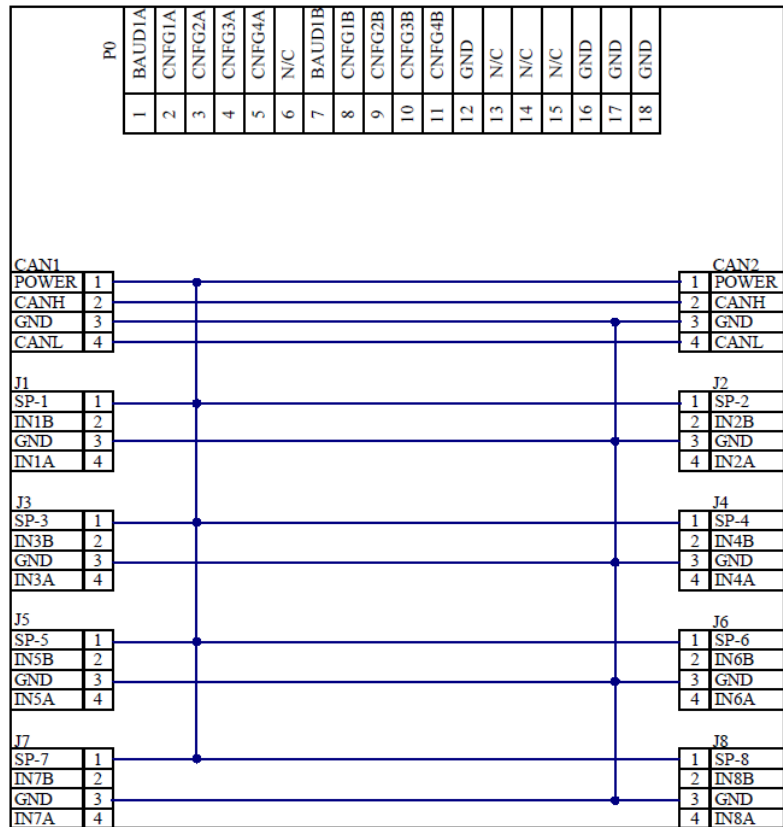 P0
BAUD1A CNFG1A CNFG2A CNFG3A CNFG4A N/C BAUD1B CNFG1B CNFG2B CNFG3B CNFG4B GND N/C N/C N/C GND GND GND
1 2 3 4 5 6 7 8 9 10 11 12 13 14 15 16 17 18
CAN1 CAN2
POWER 1 1 POWER
CANH 2 2 CANH
GND 3 3 GND
CANL 4 4 CANL
J1 J2
SP-1 1 1 SP-2
IN1B 2 2 IN2B
GND 3 3 GND
IN1A 4 4 IN2A
J3 J4
SP-3 1 1 SP-4
IN3B 2 2 IN4B
GND 3 3 GND
IN3A 4 4 IN4A
J5 J6
SP-5 1 1 SP-6
IN5B 2 2 IN6B
GND 3 3 GND
IN5A 4 4 IN6A
J7 J8
SP-7 1 1 SP-8
IN7B 2 2 IN8B
GND 3 3 GND
IN7A 4 4 IN8A